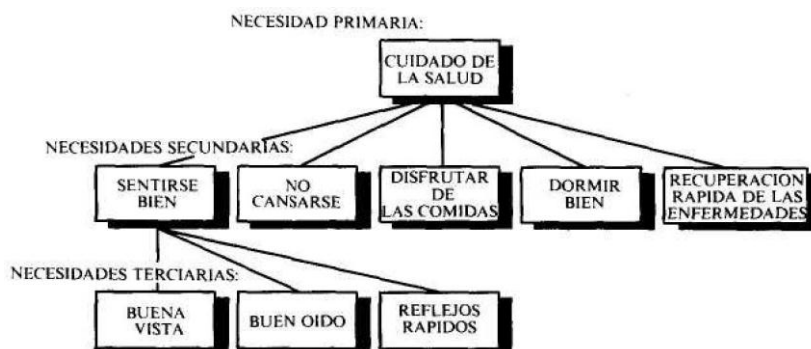 NECESIDAD PRIMARIA:
CUIDADO DE
LA SALUD
NECESIDADES SECUNDARIAS:
SENTIRSE
BIEN
NO
CANSARSE
DISFRUTAR
DE
LAS COMIDAS
DORMIR
BIEN
RECUPERACION
RAPIDA DE LAS
ENFERMEDADES
NECESIDADES TERCIARIAS:
BUENA
VISTA
BUEN OIDO
REFLEJOS
RAPIDOS